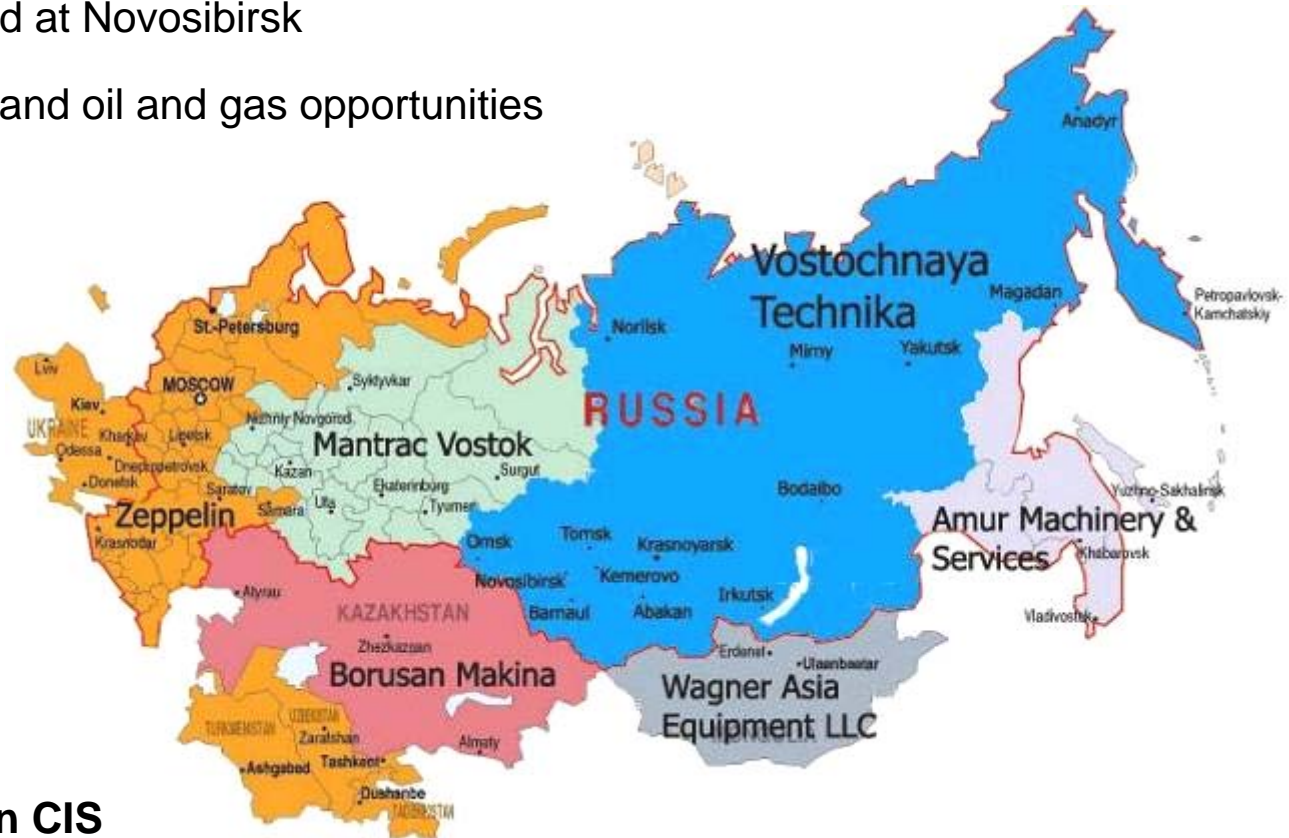 d at Novosibirsk
and oil and gas opportunities
Anadyr
Vostochnaya
Technika
Magadan
Petropavlovsk-
Kamchatskiy
St.-Petersburg
Norilsk
Mirny
Yakutsk
Lviv
MOSCOW
Syktyvkar
Kiev
RUSSIA
UKRAINE
Kharkov
Lipetsk
Nizhniy Novgorod
Mantrac Vostok
Odessa
Dnepropetrovsk
Kazan
Surgut
Donetsk
Saratov
Ekaterinburg
Bodaibo
Yuzhno-Sakhalinsk
Zeppelin
Samara
Ufa
Tyumen
Amur Machinery &
Services
Krasnodar
Omsk
Tomsk
Krasnoyarsk
Khabarovsk
Novosibirsk
Kemerovo
Atyrau
Barnaul
Abakan
Irkutsk
KAZAKHSTAN
Vladivostok
Zhezkazgan
Erdenet
Ulaanbaatar
Borusan Makina
Wagner Asia
Equipment LLC
TURKMENISTAN
UZBEKISTAN
Zarafshan
Almaty
Ashgabad
Tashkent
Dushanbe
n CIS